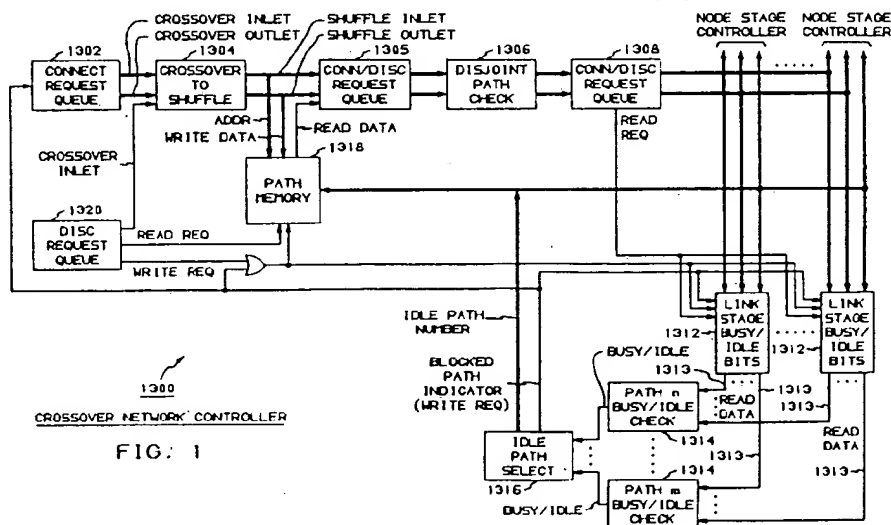 NODE STAGE
CONTROLLER
NODE STAGE
CONTROLLER
CROSSOVER INLET
CROSSOVER OUTLET
SHUFFLE INLET
SHUFFLE OUTLET
1302
CONNECT
REQUEST
QUEUE
1304
CROSSOVER
TO
SHUFFLE
1305
CONN/DISC
REQUEST
QUEUE
1306
DISJOINT
PATH
CHECK
1308
CONN/DISC
REQUEST
QUEUE
ADDR
WRITE DATA
READ DATA
READ
REQ
CROSSOVER
INLET
1318
PATH
MEMORY
1320
DISC
REQUEST
QUEUE
READ REQ
WRITE REQ
IDLE PATH
NUMBER
BLOCKED
PATH
INDICATOR
(WRITE REQ)
LINK
STAGE
BUSY/
IDLE
BITS
1312
LINK
STAGE
BUSY/
IDLE
BITS
1312
BUSY/IDLE
1313
1313
1313
PATH n
BUSY/IDLE
CHECK
READ
DATA
1314
1313
READ
DATA
1313
1300
CROSSOVER NETWORK CONTROLLER
FIG. 1
IDLE
PATH
SELECT
1316
1314
PATH m
BUSY/IDLE
CHECK
BUSY/IDLE